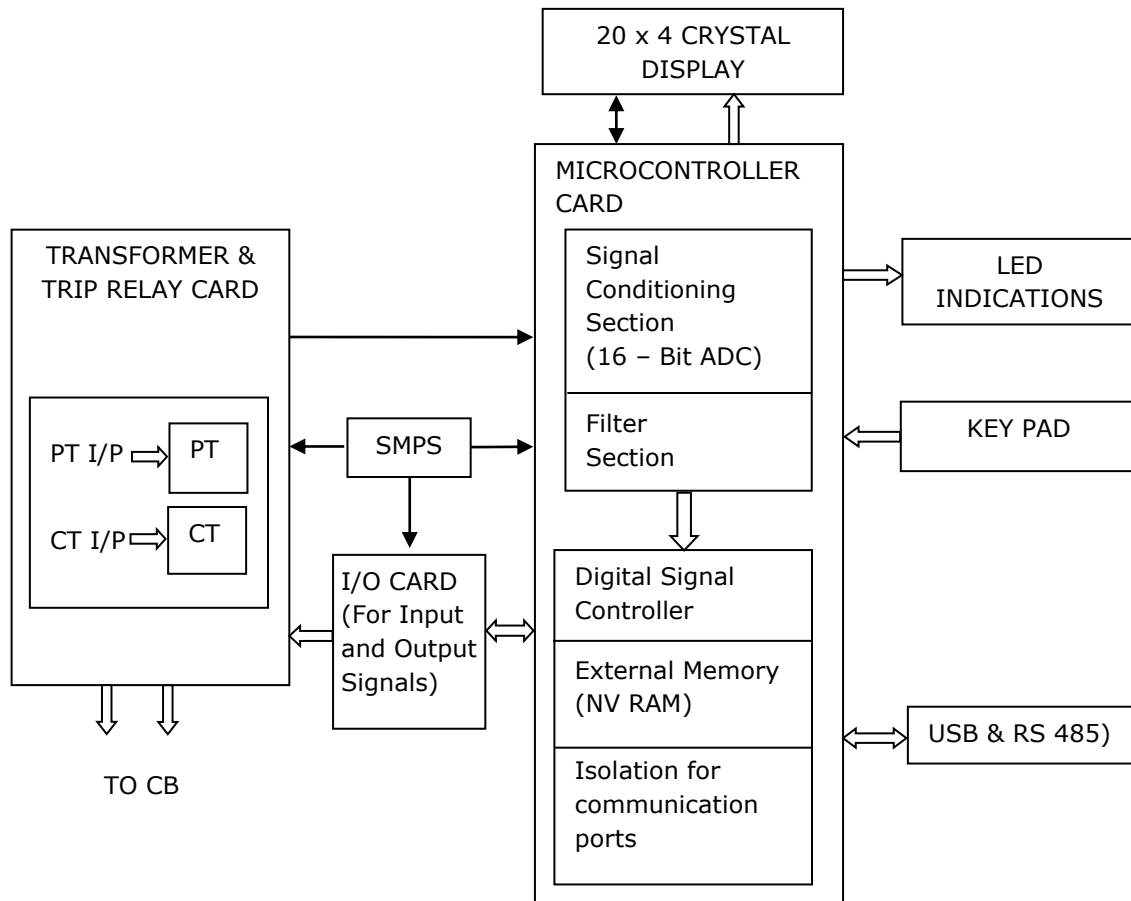 20 x 4 CRYSTAL
DISPLAY
MICROCONTROLLER
CARD
Signal
Conditioning
Section
(16 – Bit ADC)
Filter
Section
Digital Signal
Controller
External Memory
(NV RAM)
Isolation for
communication
ports
TRANSFORMER &
TRIP RELAY CARD
PT I/P
PT
CT I/P
CT
TO CB
SMPS
I/O CARD
(For Input
and Output
Signals)
LED
INDICATIONS
KEY PAD
USB & RS 485)